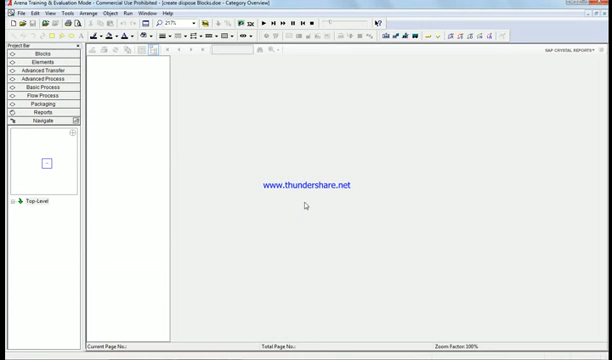 Arena Training & Evaluation Mode - Commercial Use Prohibited - [create dispose Blocks.doe - Category Overview]
File Edit View Tools Arrange Object Run Window Help
217%
Project Bar
Blocks
Elements
Advanced Transfer
Advanced Process
Basic Process
Flow Process
Packaging
Reports
Navigate
Top-Level
SAP CRYSTAL REPORTS®
www.thundershare.net
Current Page No.:
Total Page No.:
Zoom Factor: 100%